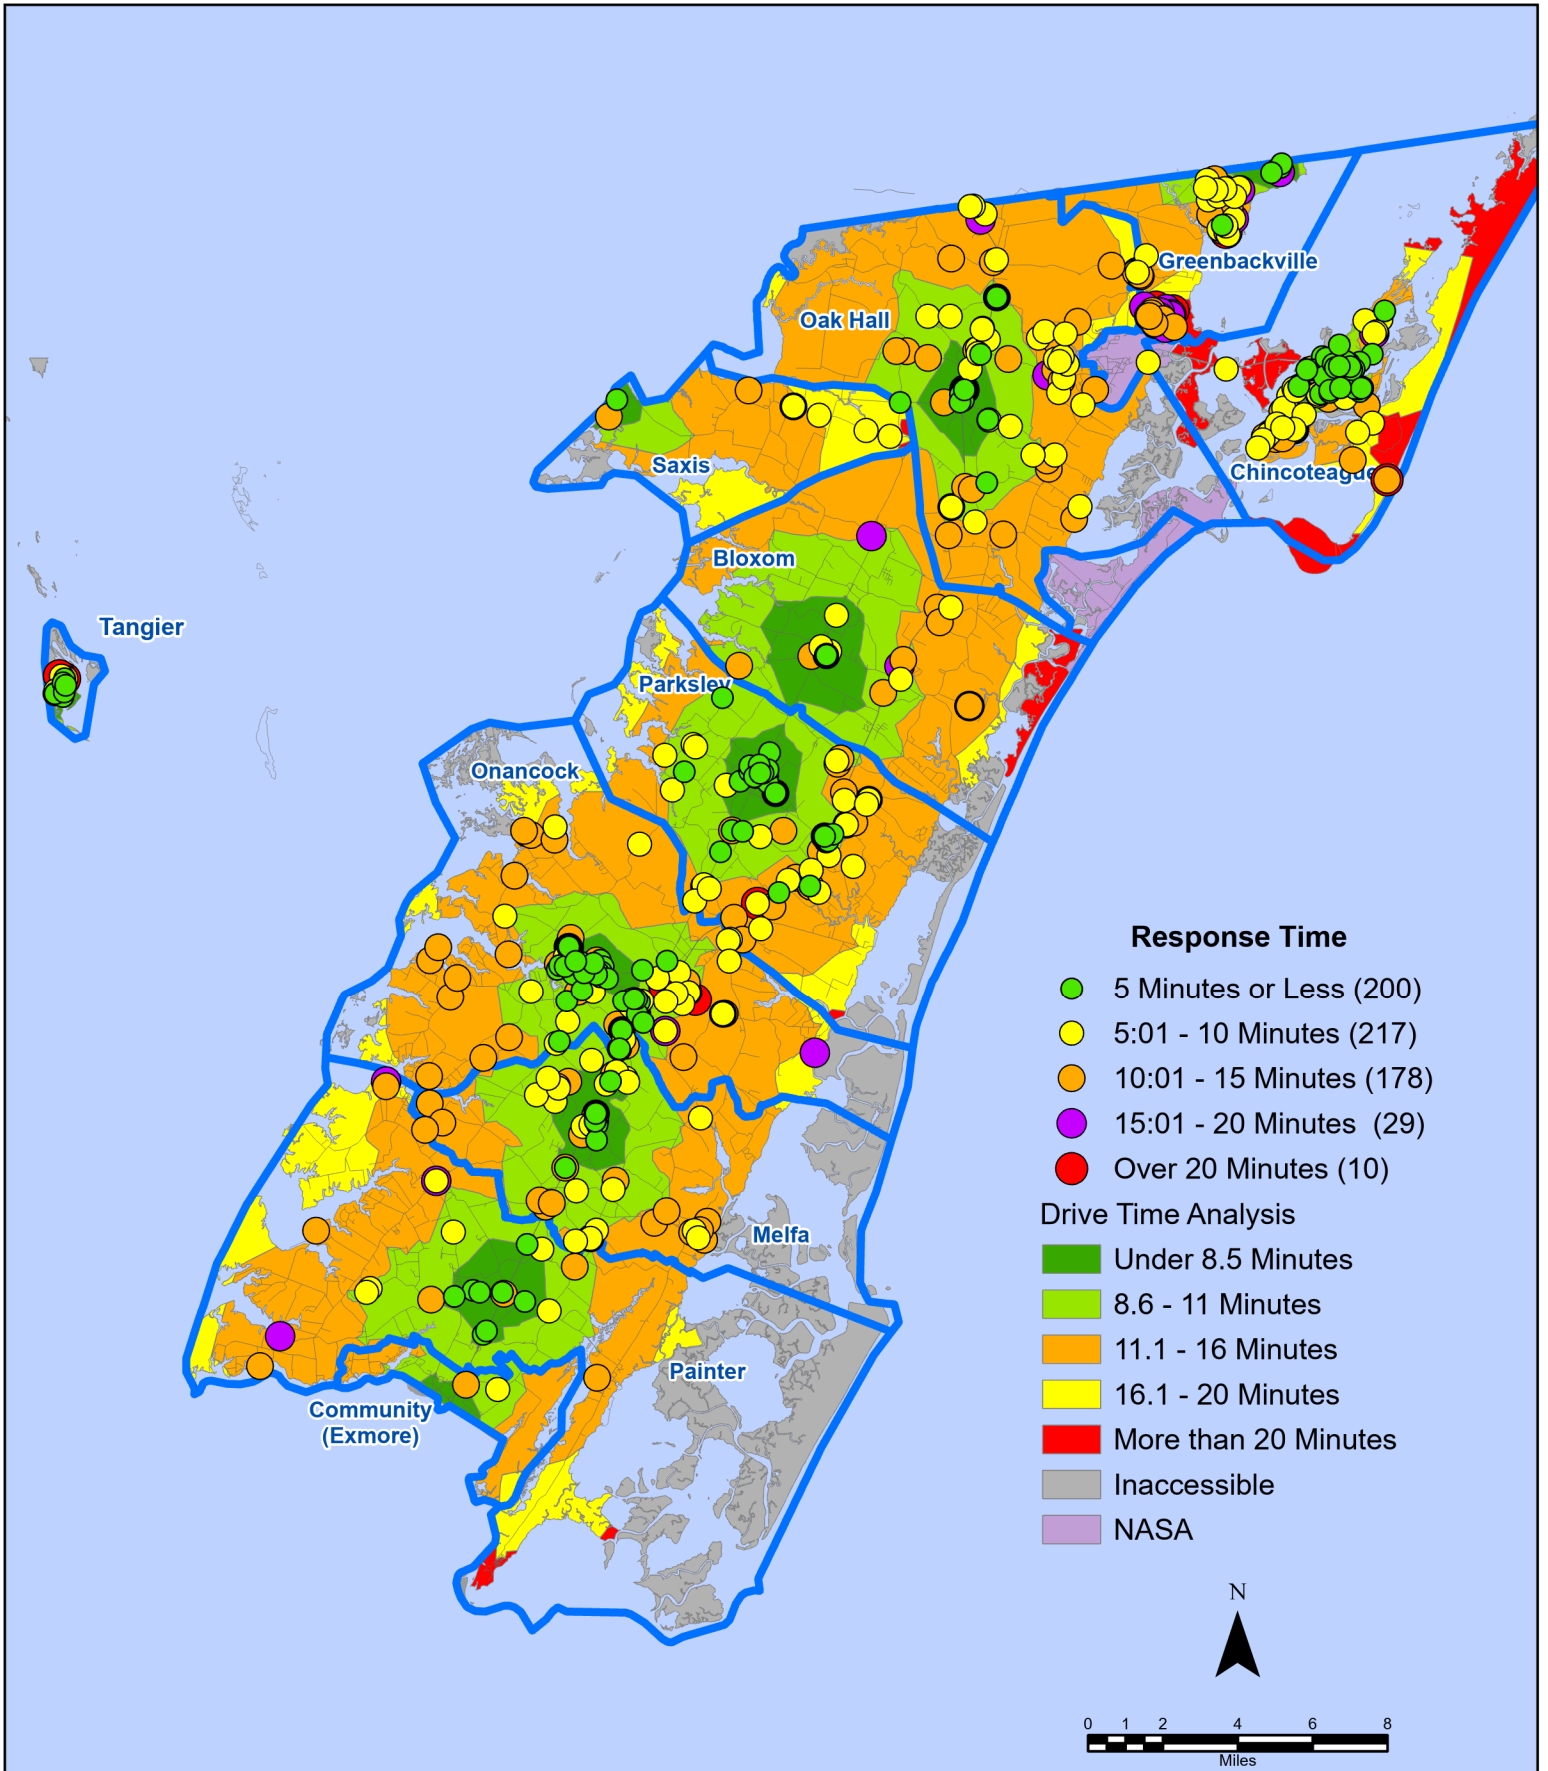 Greenbackville
Oak Hall
Saxis
Chincoteague
Bloxom
Tangier
Parksley
Onancock
Melfa
Painter
Community
(Exmore)
Response Time
5 Minutes or Less (200)
5:01 - 10 Minutes (217)
10:01 - 15 Minutes (178)
15:01 - 20 Minutes (29)
Over 20 Minutes (10)
Drive Time Analysis
Under 8.5 Minutes
8.6 - 11 Minutes
11.1 - 16 Minutes
16.1 - 20 Minutes
More than 20 Minutes
Inaccessible
NASA
N
0 1 2 4 6 8
Miles